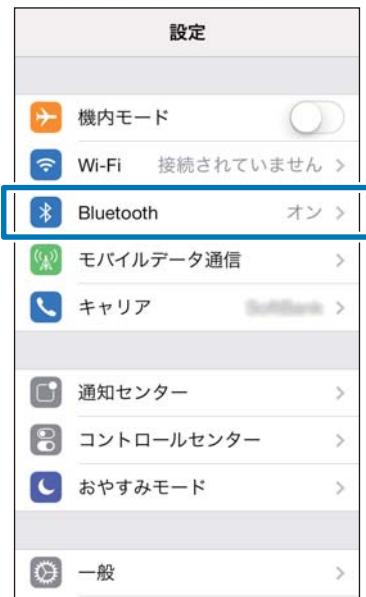 設定
機内モード
Wi-Fi 接続されていません
Bluetooth オン
モバイルデータ通信
キャリア
通知センター
コントロールセンター
おやすみモード
一般